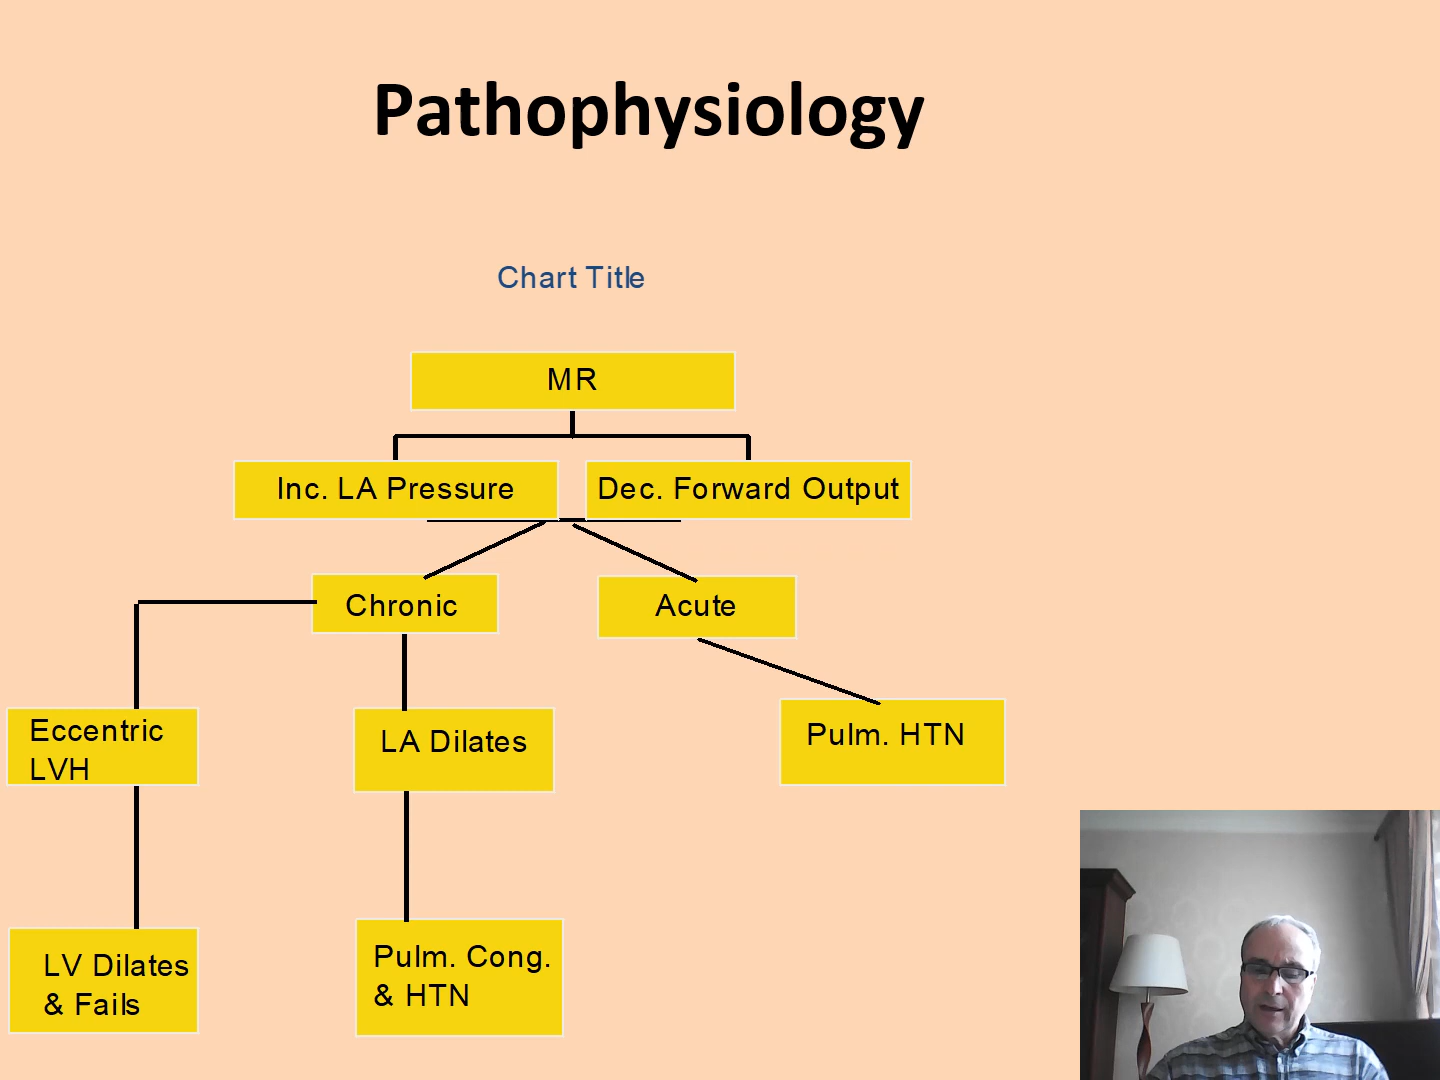 Pathophysiology
Chart Title
MR
Inc. LA Pressure
Dec. Forward Output
Chronic
Acute
Eccentric
LVH
LA Dilates
Pulm. HTN
LV Dilates
& Fails
Pulm. Cong.
& HTN